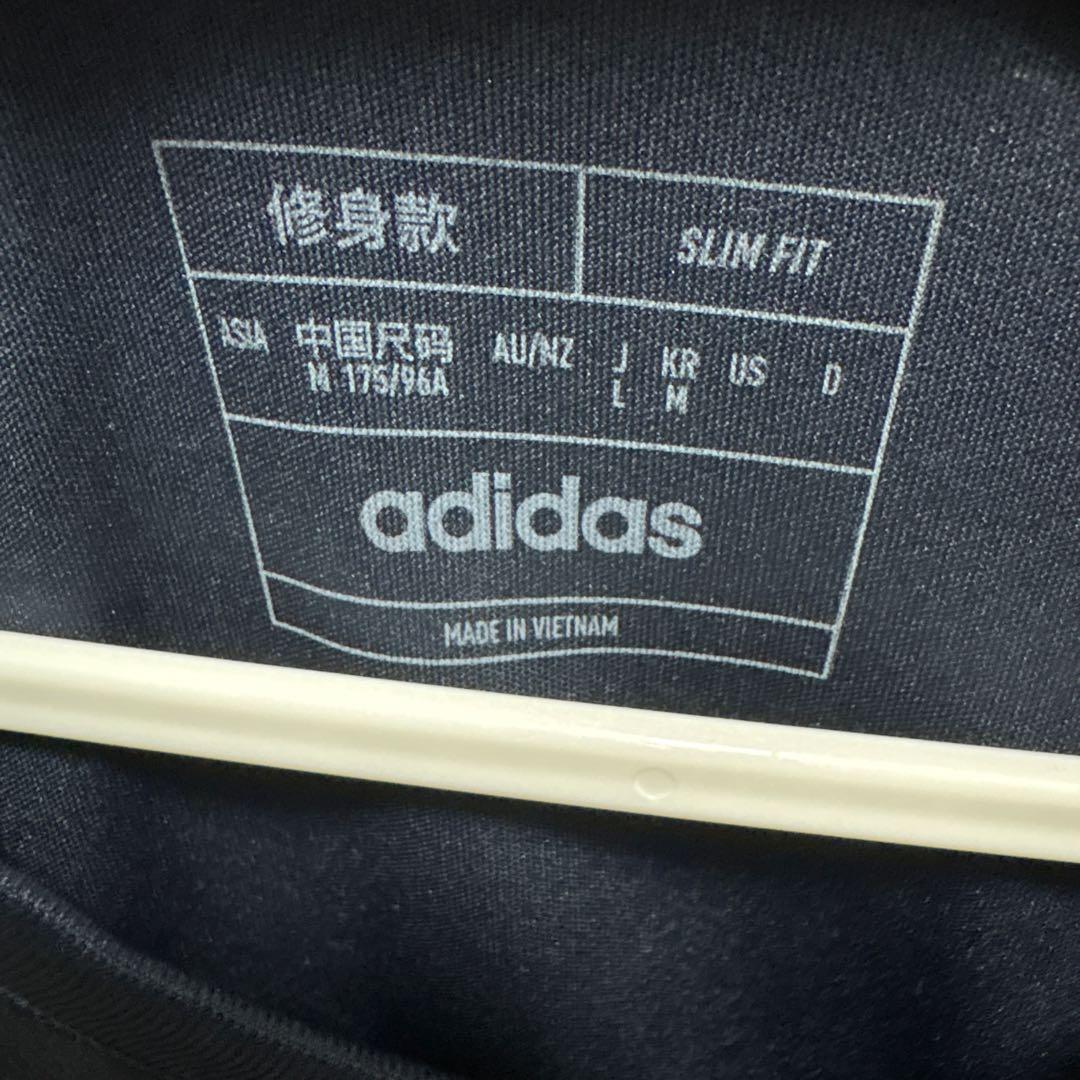 修身款 SLIM FIT
ASIA 中国尺码 AU/NZ J KR US D
M 175/96A L M
adidas
MADE IN VIETNAM